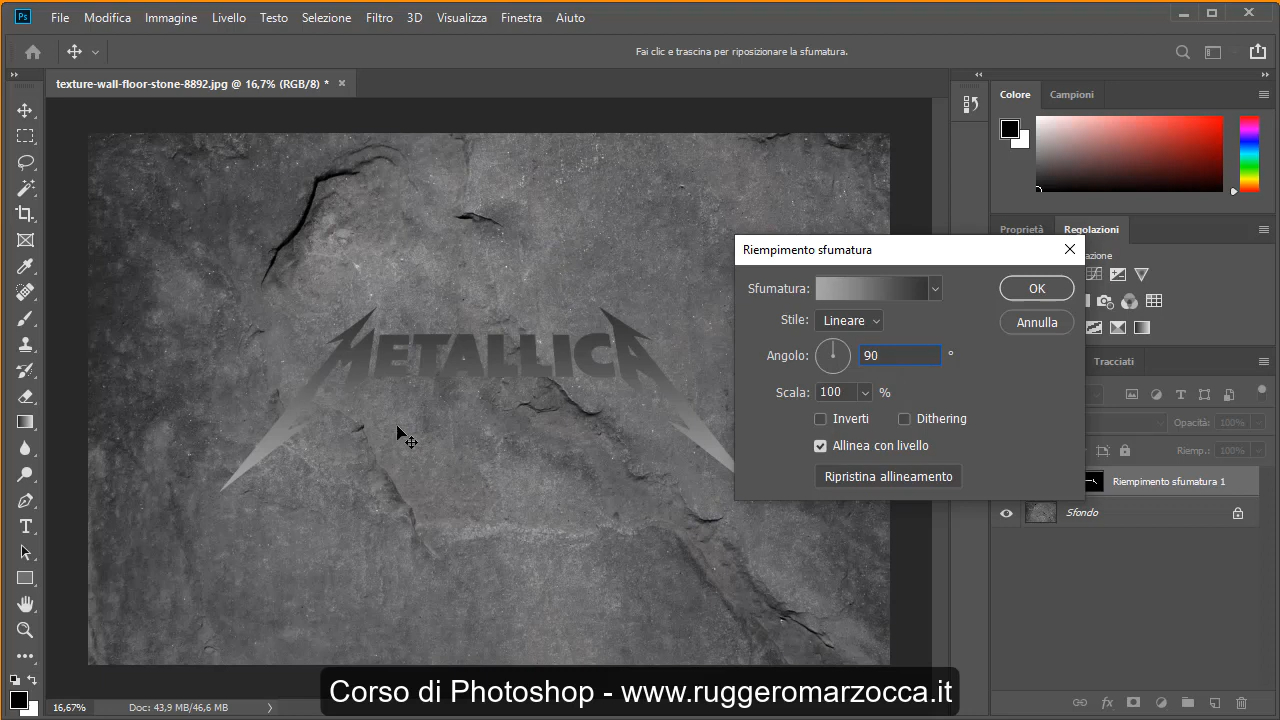 Ps File Modifica Immagine Livello Testo Selezione Filtro 3D Visualizza Finestra Aiuto
Fai clic e trascina per riposizionare la sfumatura.
texture-wall-floor-stone-8892.jpg @ 16,7% (RGB/8) *
Colore Campioni
Proprietà Regolazioni
Riempimento sfumatura
Sfumatura: OK
Stile: Lineare Annulla
Angolo: 90 °
Scala: 100 %
Inverti Dithering
Allinea con livello
Ripristina allineamento
METALLICA
azione
Tracciati
Opacità: 100%
Riemp.: 100%
Riempimento sfumatura 1
Sfondo
fx
16,67% Doc: 43,9 MB/46,6 MB
Corso di Photoshop - www.ruggeromarzocca.it